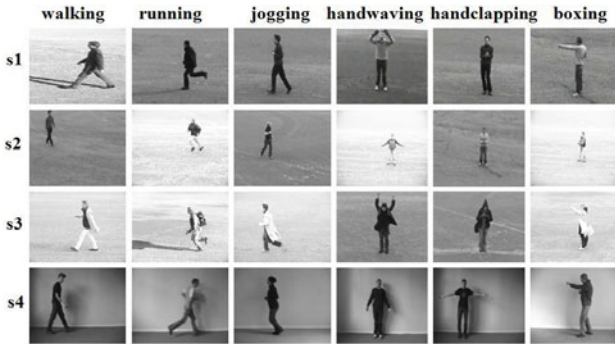 walking running jogging handwaving handclapping boxing
s1
s2
s3
s4